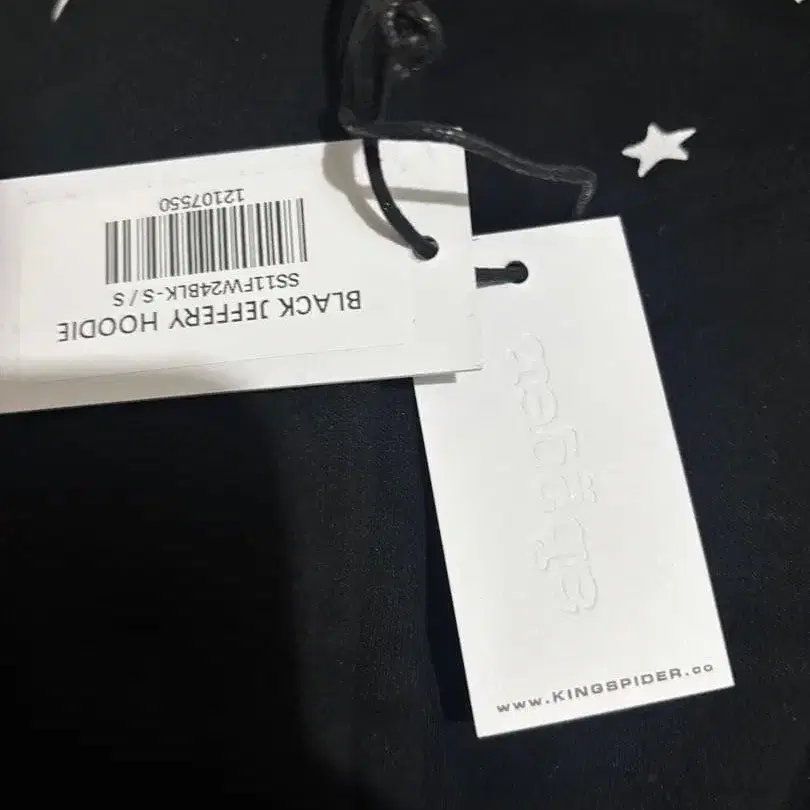 BLACK JEFFERY HOODIE
SS11FW24BLK-S / S
12107550
www.KINGSPIDER.co